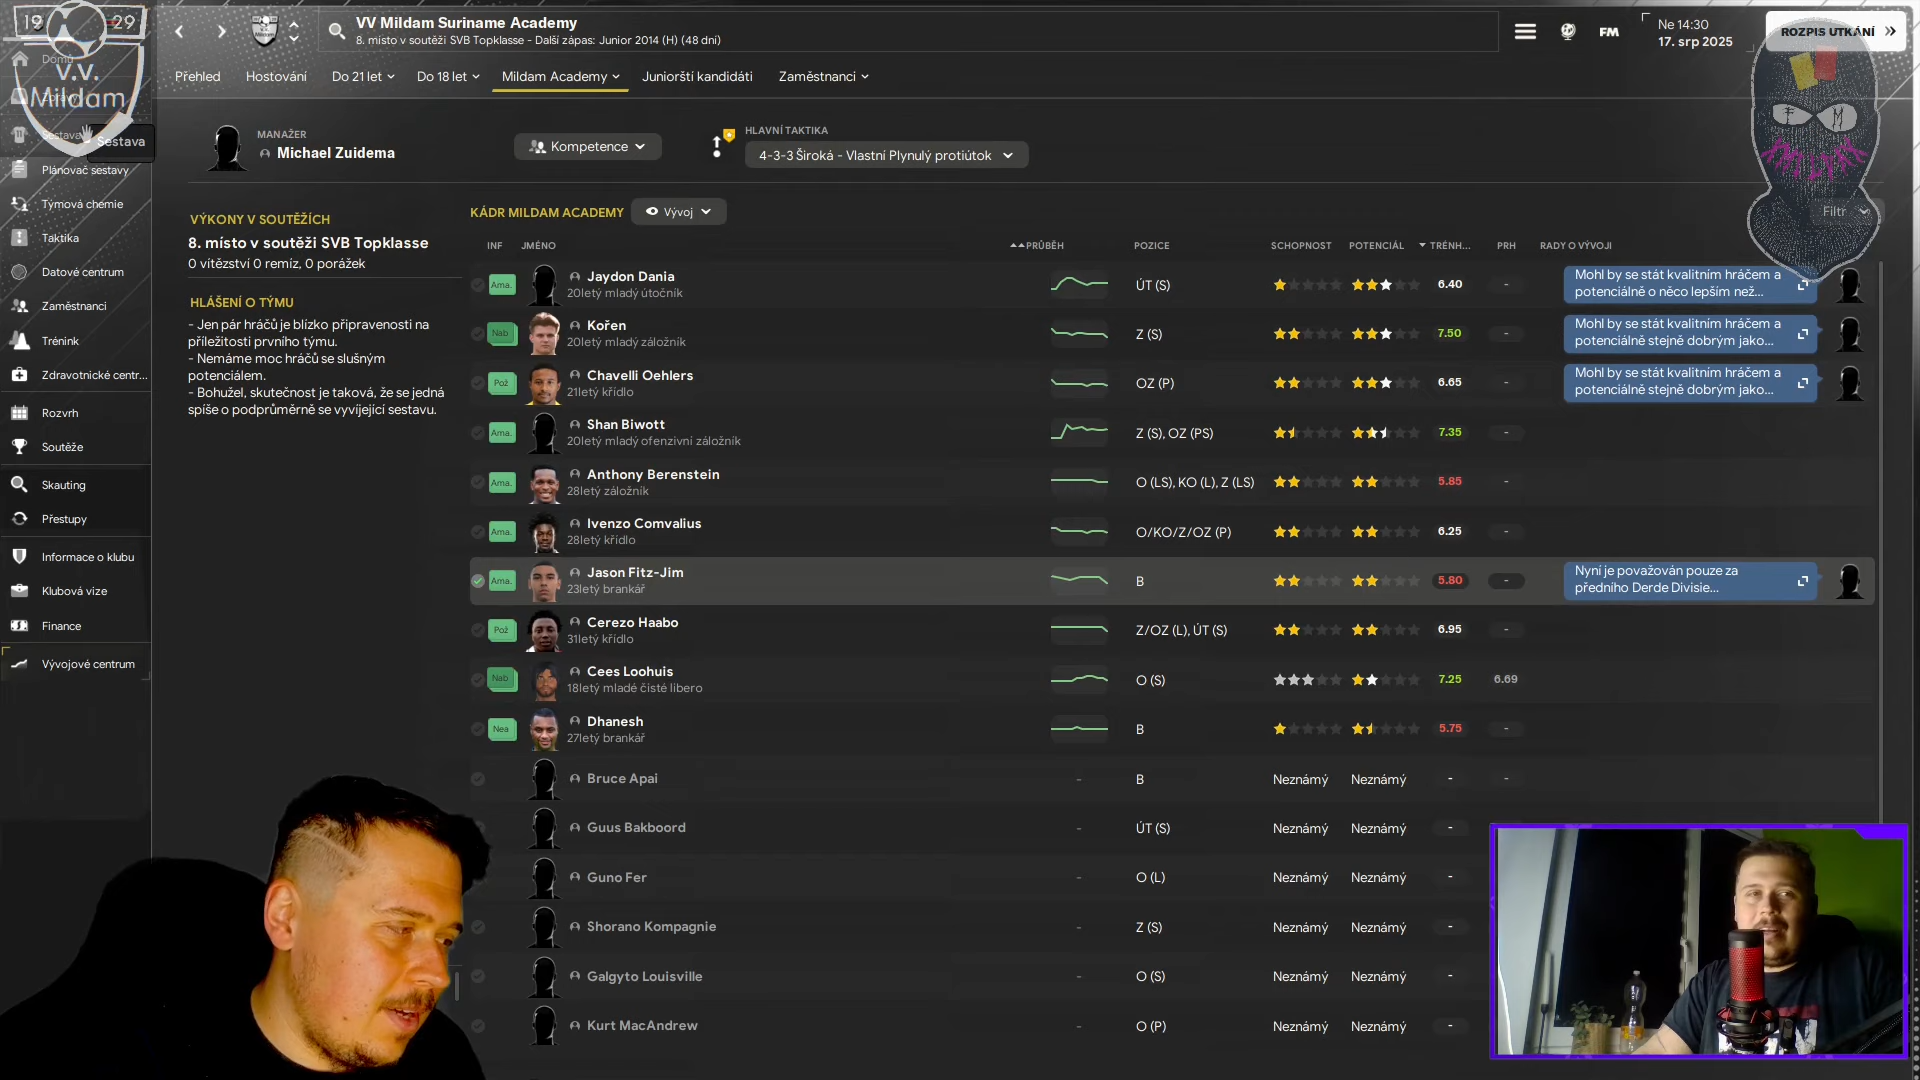 19
29
V.V.
Mildam
VV Mildam Suriname Academy
8. místo v soutěži SVB Topklasse - Další zápas: Junior 2014 (H) (48 dní)
FM
Ne 14:30
17. srp 2025
ROZPIS UTKÁNÍ
Přehled
Hostování
Do 21 let
Do 18 let
Mildam Academy
Juniorští kandidáti
Zaměstnanci
Domů
Zprávy
Sestava
Sestava
Plánovač sestavy
Týmová chemie
Taktika
Datové centrum
Zaměstnanci
Trénink
Zdravotnické centr...
Rozvrh
Soutěže
Skauting
Přestupy
Informace o klubu
Klubová vize
Finance
Vývojové centrum
MANAŽER
Michael Zuidema
Kompetence
HLAVNÍ TAKTIKA
4-3-3 Široká - Vlastní Plynulý protiútok
F M
Filtr
VÝKONY V SOUTĚŽÍCH
8. místo v soutěži SVB Topklasse
0 vítězství 0 remíz, 0 porážek
HLÁŠENÍ O TÝMU
- Jen pár hráčů je blízko připravenosti na
příležitosti prvního týmu.
- Nemáme moc hráčů se slušným
potenciálem.
- Bohužel, skutečnost je taková, že se jedná
spíše o podprůměrně se vyvíjející sestavu.
KÁDR MILDAM ACADEMY
Vývoj
INF JMÉNO PRŮBĚH POZICE SCHOPNOST POTENCIÁL TRÉNH... PRH RADY O VÝVOJI
Ama. Jaydon Dania ÚT (S) 6.40 -
20letý mladý útočník
Mohl by se stát kvalitním hráčem a
potenciálně o něco lepším než...
Nab Kořen Z (S) 7.50 -
20letý mladý záložník
Mohl by se stát kvalitním hráčem a
potenciálně stejně dobrým jako...
Pož Chavelli Oehlers OZ (P) 6.65 -
21letý křídlo
Mohl by se stát kvalitním hráčem a
potenciálně stejně dobrým jako...
Ama. Shan Biwott Z (S), OZ (PS) 7.35 -
20letý mladý ofenzivní záložník
Ama. Anthony Berenstein O (LS), KO (L), Z (LS) 5.85 -
28letý záložník
Ama. Ivenzo Comvalius O/KO/Z/OZ (P) 6.25 -
28letý křídlo
Ama. Jason Fitz-Jim B 5.80 -
23letý brankář
Nyní je považován pouze za
předního Derde Divisie...
Pož Cerezo Haabo Z/OZ (L), ÚT (S) 6.95 -
31letý křídlo
Nab Cees Loohuis O (S) 7.25 6.69
18letý mladé čisté libero
Nea Dhanesh B 5.75 -
27letý brankář
Bruce Apai - B Neznámý Neznámý - -
Guus Bakboord - ÚT (S) Neznámý Neznámý -
Guno Fer - O (L) Neznámý Neznámý -
Shorano Kompagnie - Z (S) Neznámý Neznámý -
Galgyto Louisville - O (S) Neznámý Neznámý -
Kurt MacAndrew - O (P) Neznámý Neznámý -